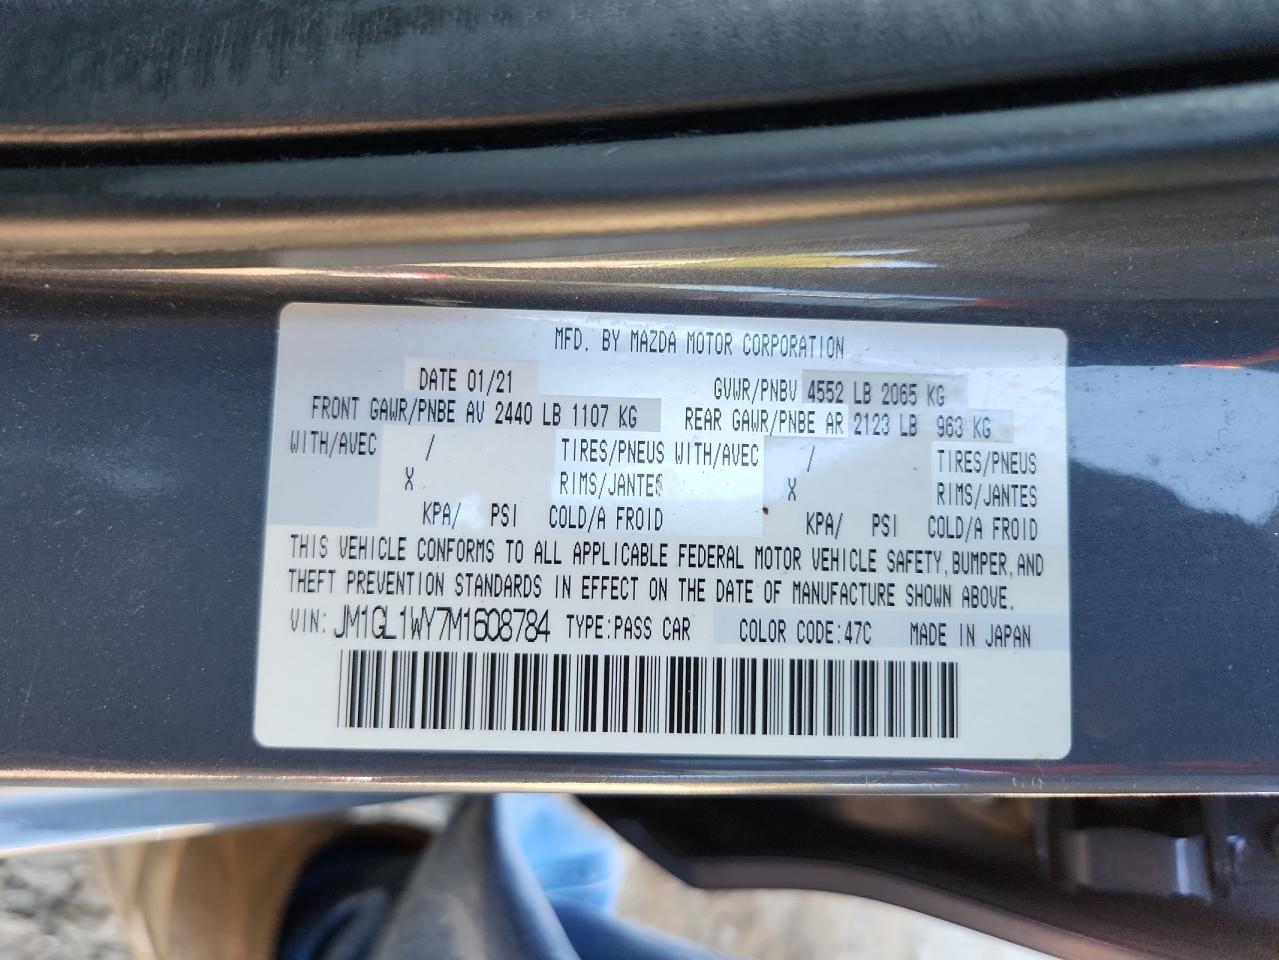 MFD. BY MAZDA MOTOR CORPORATION
DATE 01/21 GVWR/PNBV 4552 LB 2065 KG
FRONT GAWR/PNBE AV 2440 LB 1107 KG REAR GAWR/PNBE AR 2123 LB 963 KG
WITH/AVEC / TIRES/PNEUS WITH/AVEC / TIRES/PNEUS
X RIMS/JANTES X RIMS/JANTES
KPA/ PSI COLD/A FROID KPA/ PSI COLD/A FROID
THIS VEHICLE CONFORMS TO ALL APPLICABLE FEDERAL MOTOR VEHICLE SAFETY, BUMPER, AND
THEFT PREVENTION STANDARDS IN EFFECT ON THE DATE OF MANUFACTURE SHOWN ABOVE.
VIN: JM1GL1WY7M1608784 TYPE:PASS CAR COLOR CODE:47C MADE IN JAPAN